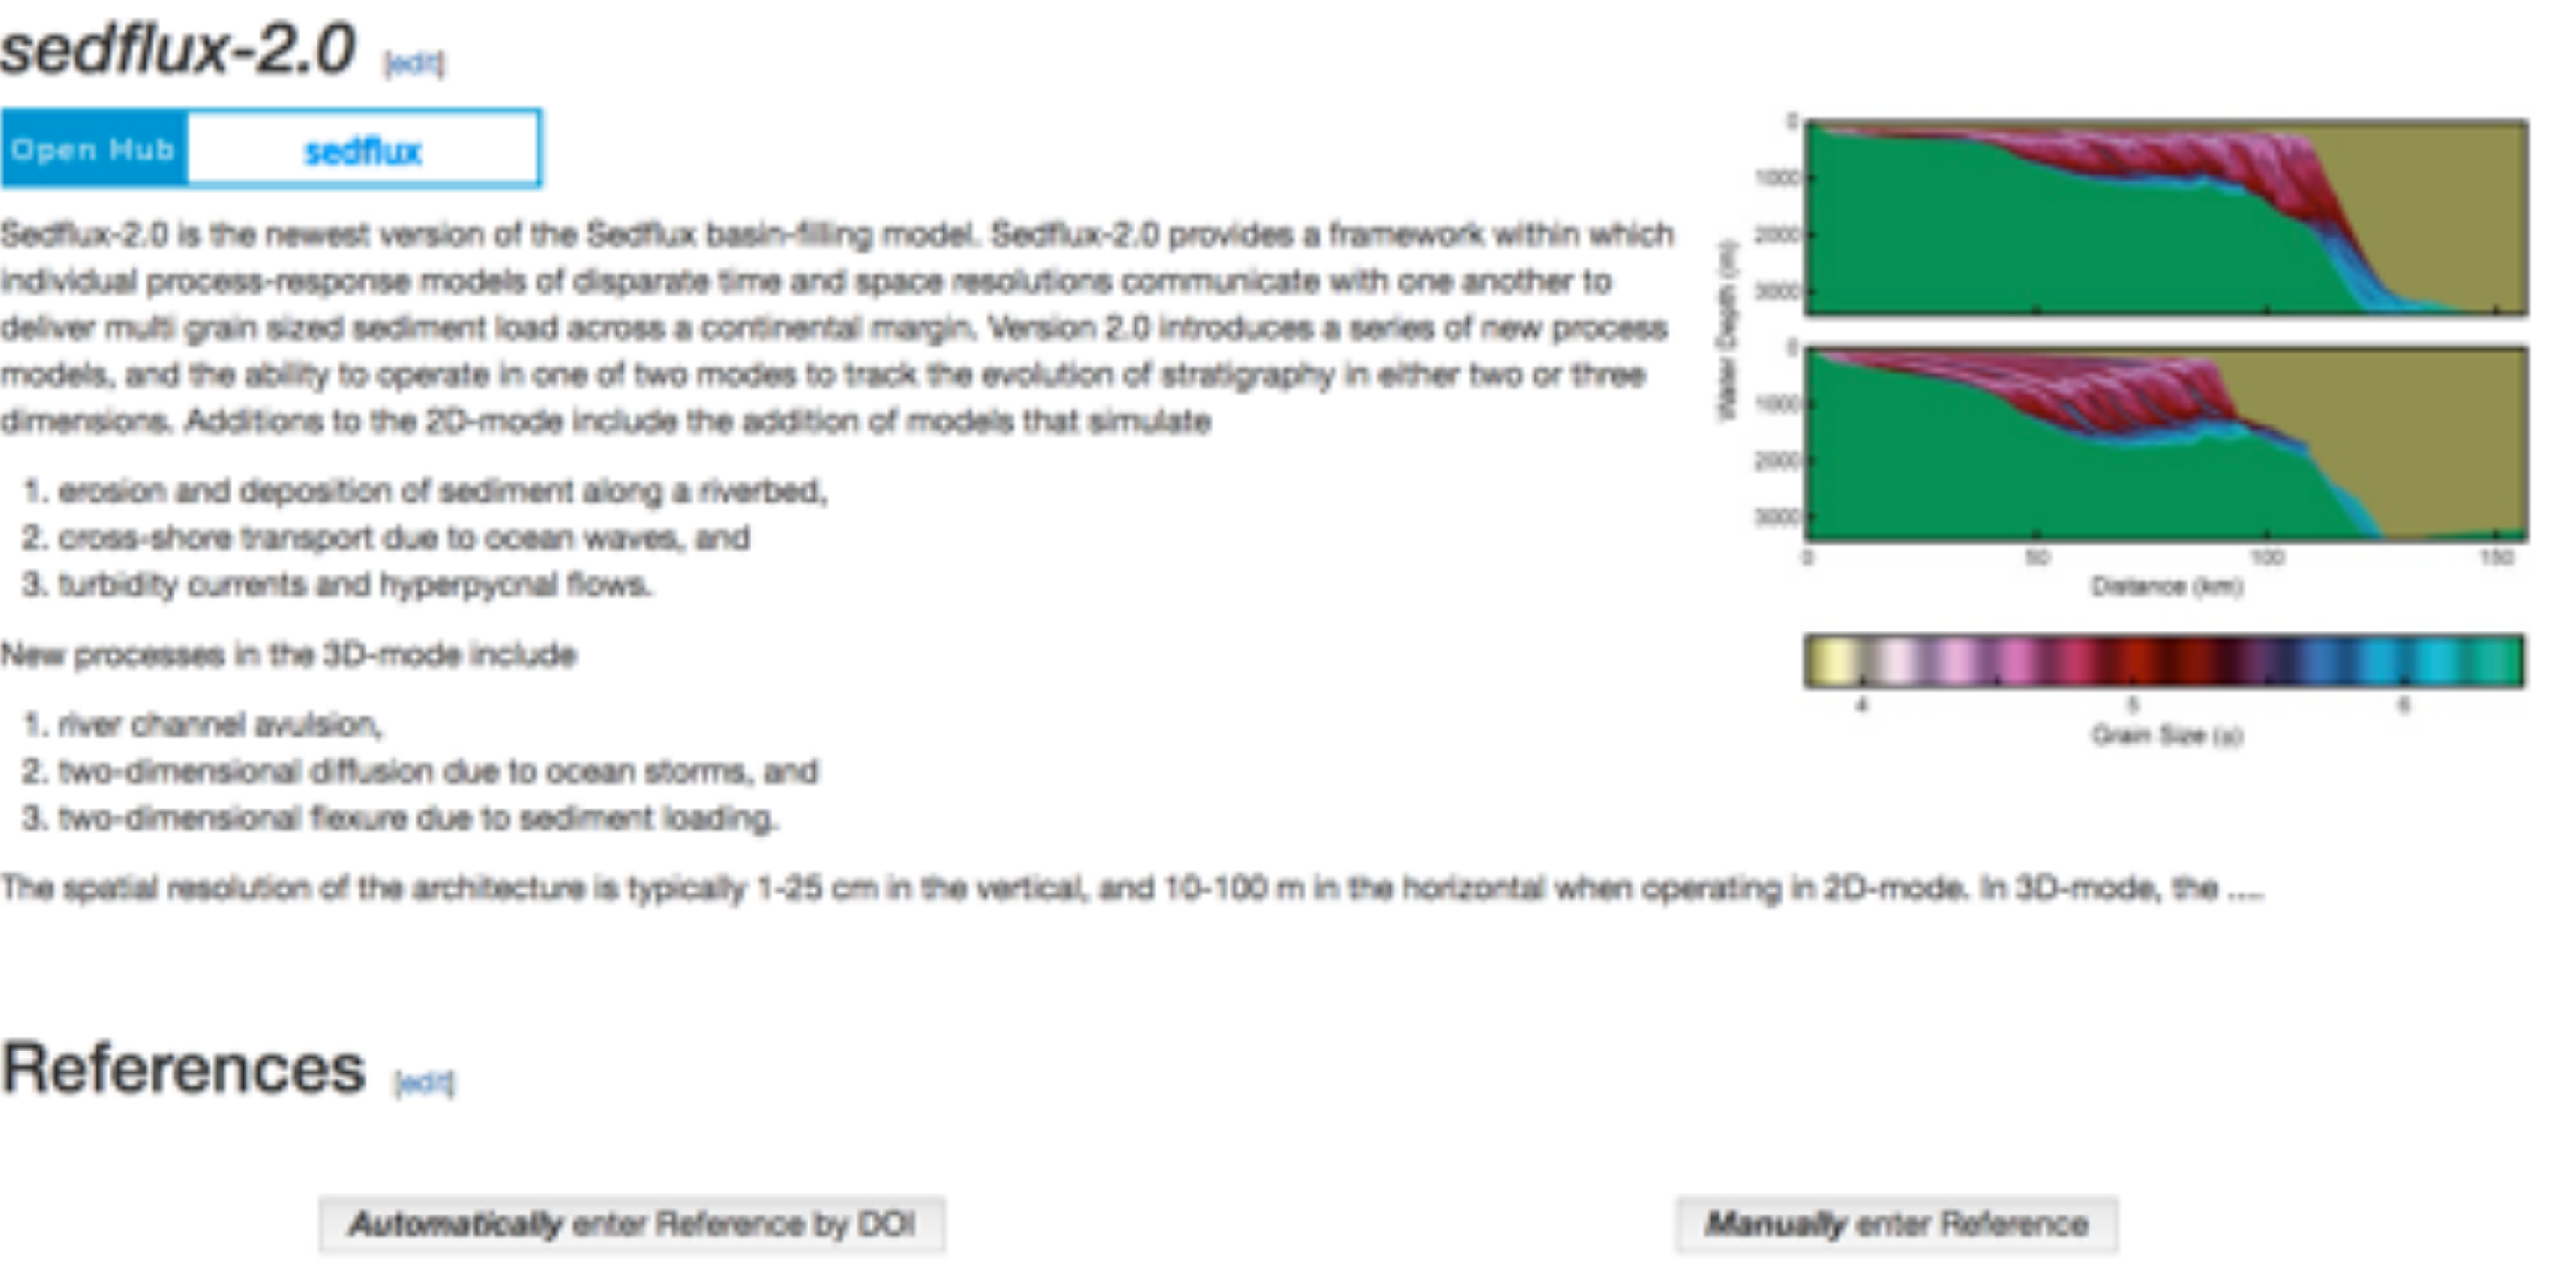 sedflux-2.0 [edit]
Open Hub sedflux
Sedflux-2.0 is the newest version of the Sedflux basin-filling model. Sedflux-2.0 provides a framework within which
individual process-response models of disparate time and space resolutions communicate with one another to
deliver multi grain sized sediment load across a continental margin. Version 2.0 introduces a series of new process
models, and the ability to operate in one of two modes to track the evolution of stratigraphy in either two or three
dimensions. Additions to the 2D-mode include the addition of models that simulate
1. erosion and deposition of sediment along a riverbed,
2. cross-shore transport due to ocean waves, and
3. turbidity currents and hyperpycnal flows.
New processes in the 3D-mode include
1. river channel avulsion,
2. two-dimensional diffusion due to ocean storms, and
3. two-dimensional flexure due to sediment loading.
The spatial resolution of the architecture is typically 1-25 cm in the vertical, and 10-100 m in the horizontal when operating in 2D-mode. In 3D-mode, the ....
Water Depth (m)
0
1000
2000
3000
0
1000
2000
3000
0 50 100 150
Distance (km)
4 5 6
Grain Size
References [edit]
Automatically enter Reference by DOI
Manually enter Reference